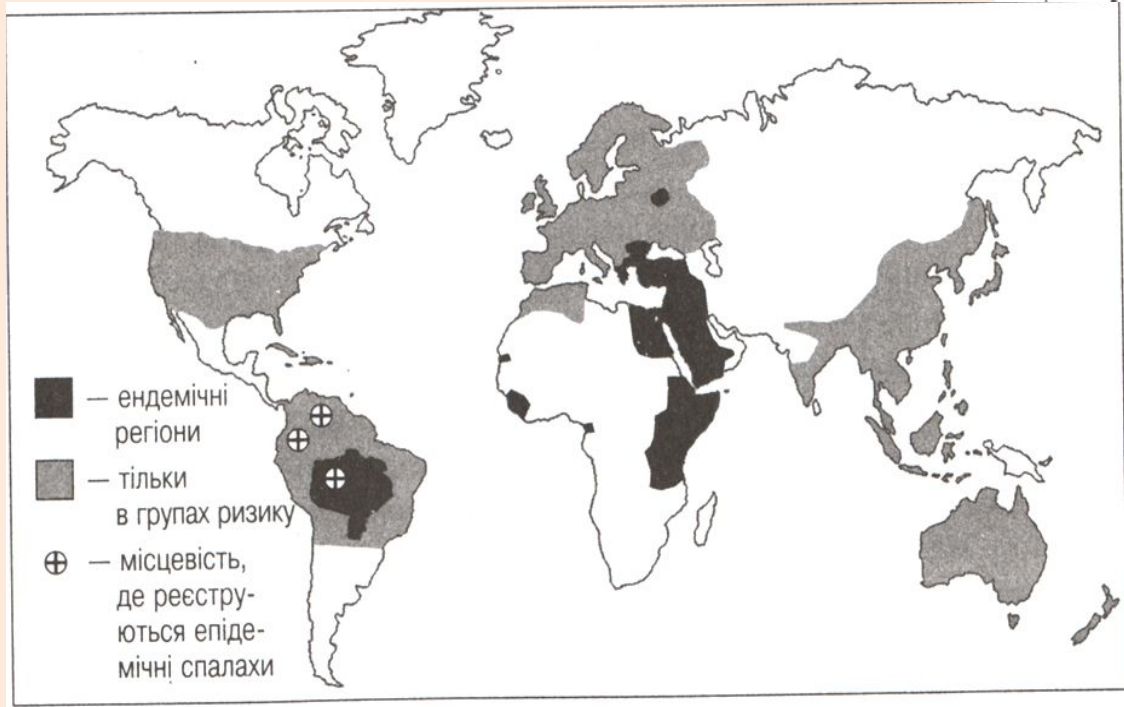 — ендемічні
регіони
— тільки
в групах ризику
— місцевість,
де реєстру-
ються епіде-
мічні спалахи